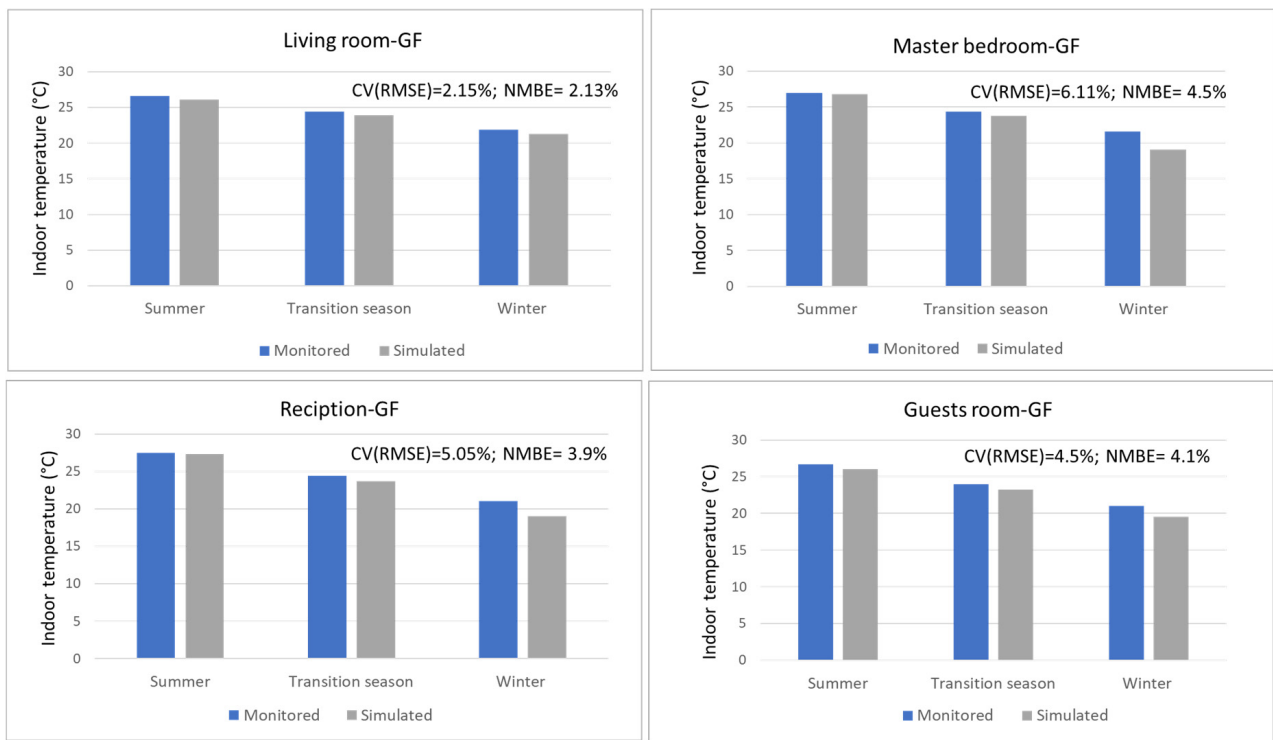 Living room-GF
CV(RMSE)=2.15%; NMBE= 2.13%
Indoor temperature (°C)
30
25
20
15
10
5
0
Summer Transition season Winter
Monitored Simulated
Master bedroom-GF
CV(RMSE)=6.11%; NMBE= 4.5%
Indoor temperature (°C)
30
25
20
15
10
5
0
Summer Transition season Winter
Monitored Simulated
Reciption-GF
CV(RMSE)=5.05%; NMBE= 3.9%
Indoor temperature (°C)
30
25
20
15
10
5
0
Summer Transition season Winter
Monitored Simulated
Guests room-GF
CV(RMSE)=4.5%; NMBE= 4.1%
Indoor temperature (°C)
30
25
20
15
10
5
0
Summer Transition season Winter
Monitored Simulated